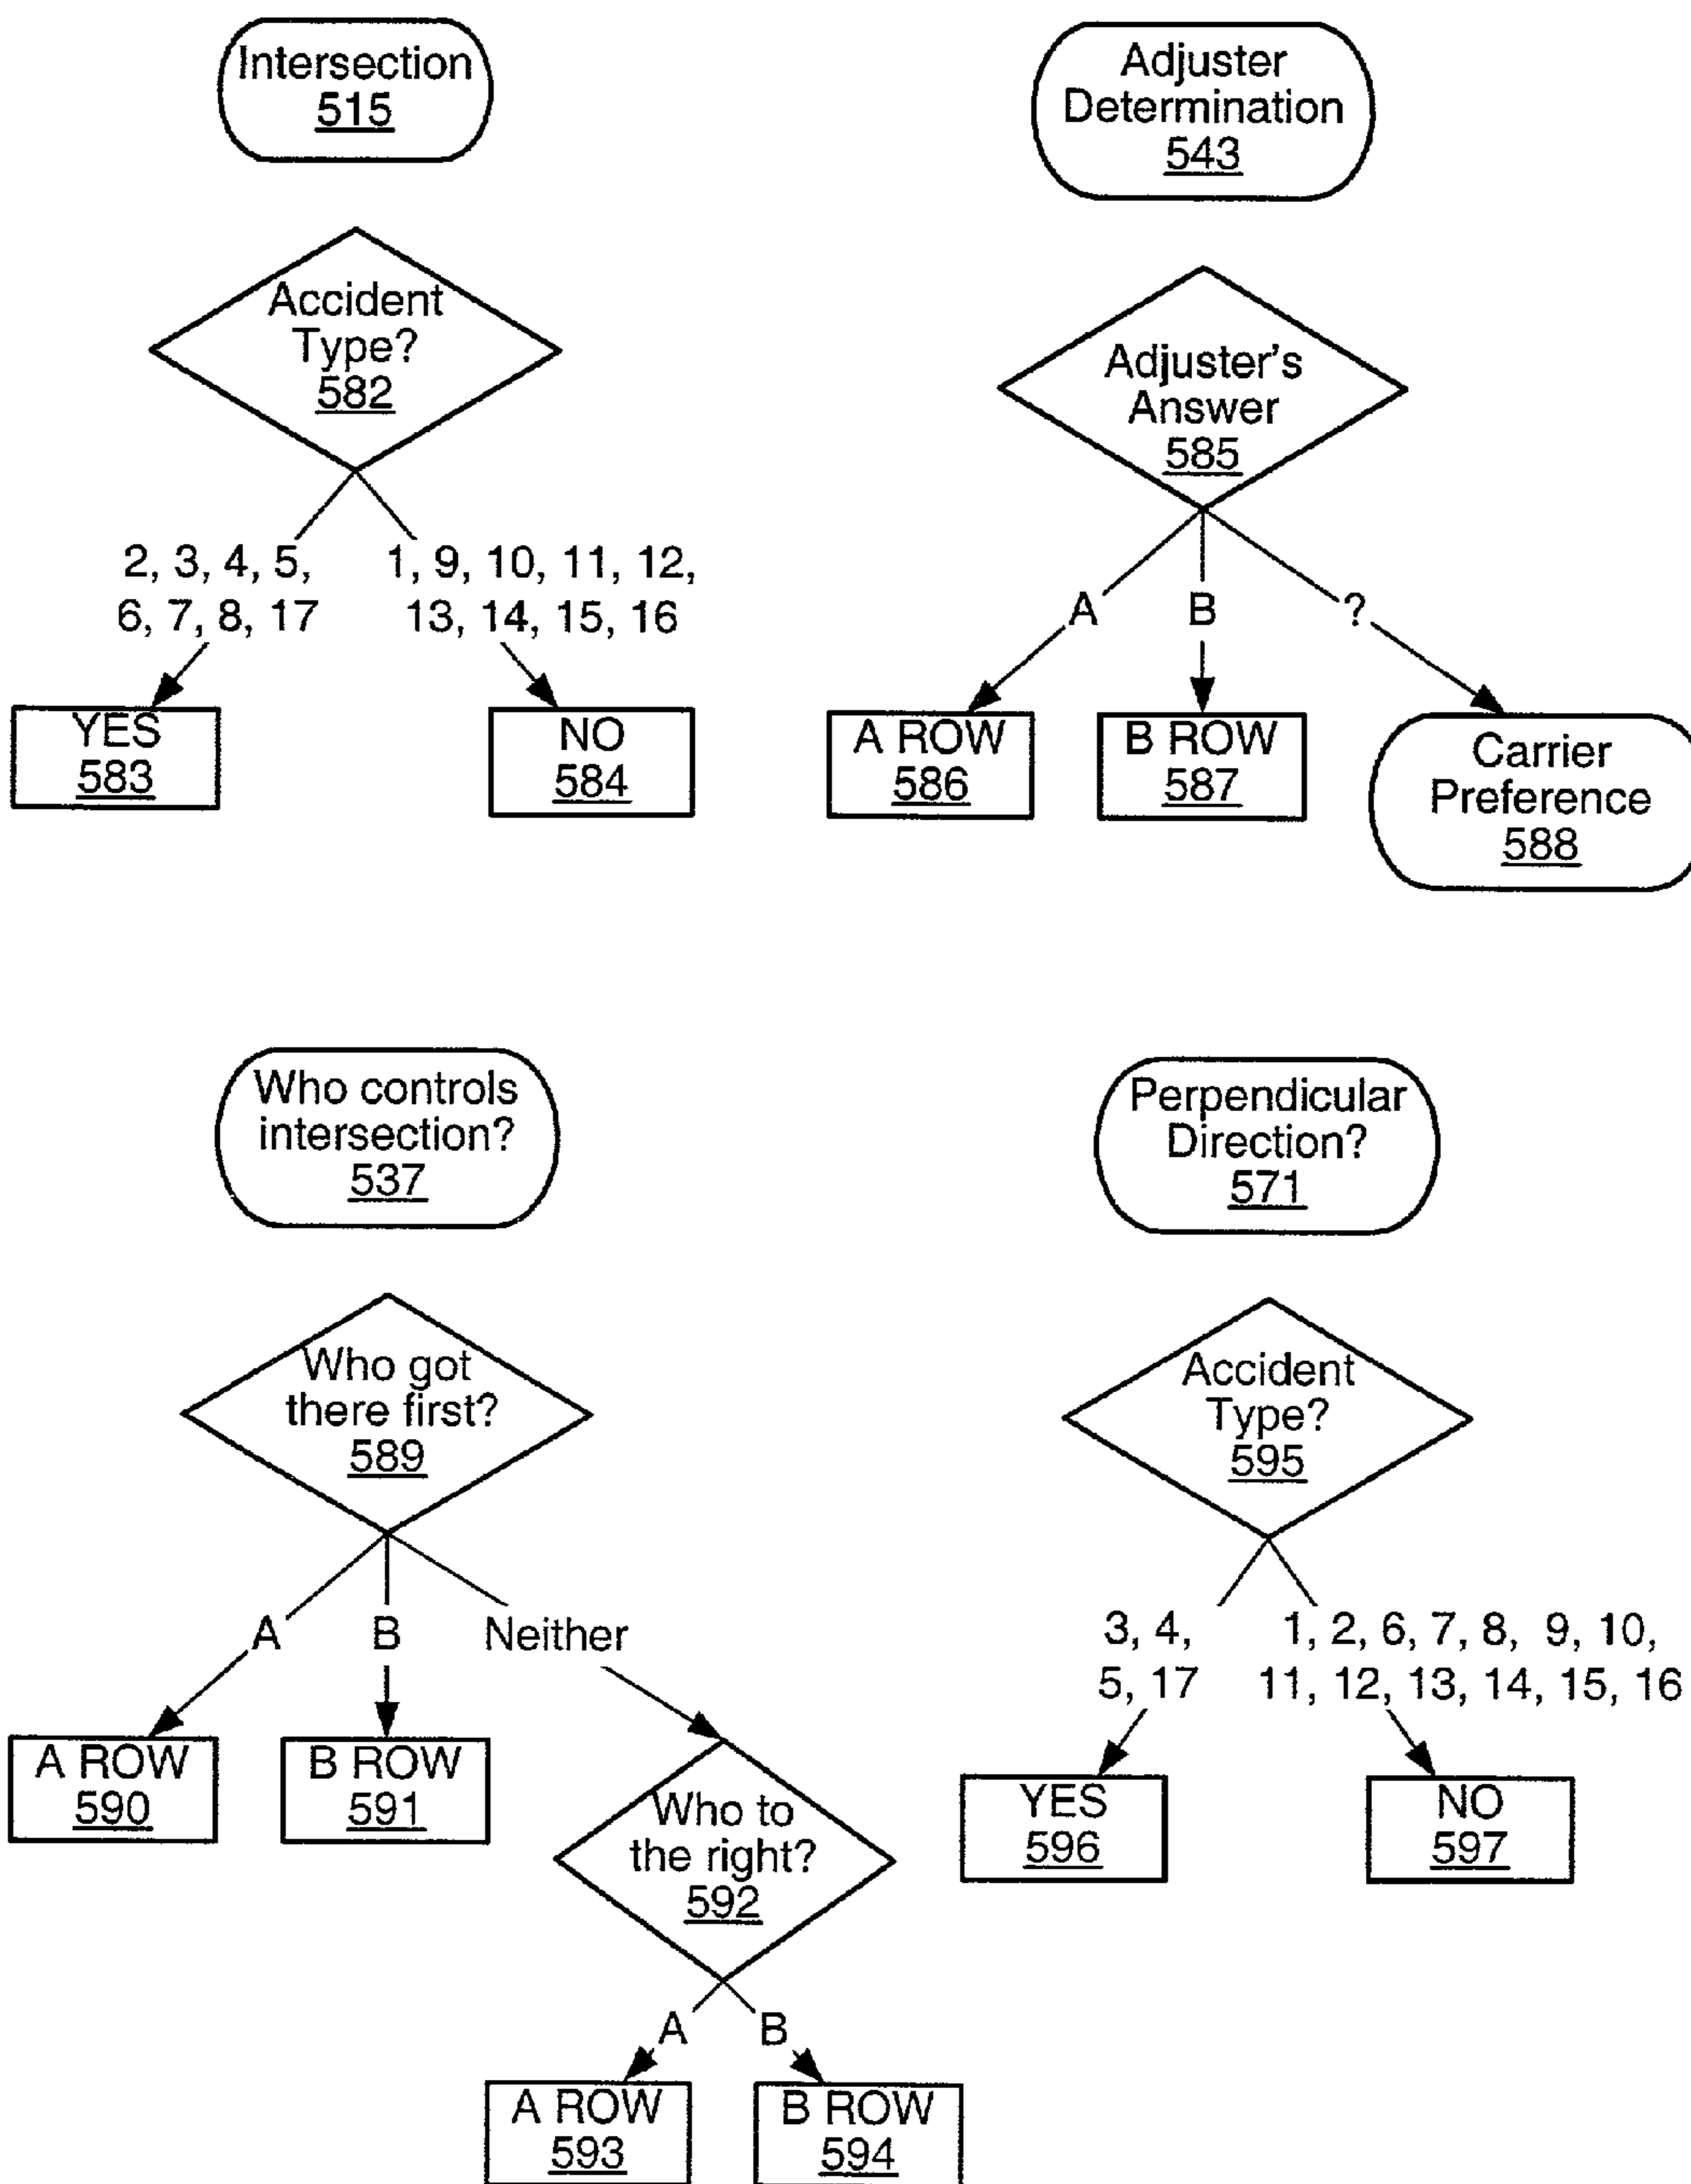 Intersection
515
Accident
Type?
582
2, 3, 4, 5,
6, 7, 8, 17
1, 9, 10, 11, 12,
13, 14, 15, 16
YES
583
NO
584
Adjuster
Determination
543
Adjuster's
Answer
585
A
B
?
A ROW
586
B ROW
587
Carrier
Preference
588
Who controls
intersection?
537
Who got
there first?
589
A
B
Neither
A ROW
590
B ROW
591
Who to
the right?
592
A
B
A ROW
593
B ROW
594
Perpendicular
Direction?
571
Accident
Type?
595
3, 4,
5, 17
1, 2, 6, 7, 8, 9, 10,
11, 12, 13, 14, 15, 16
YES
596
NO
597